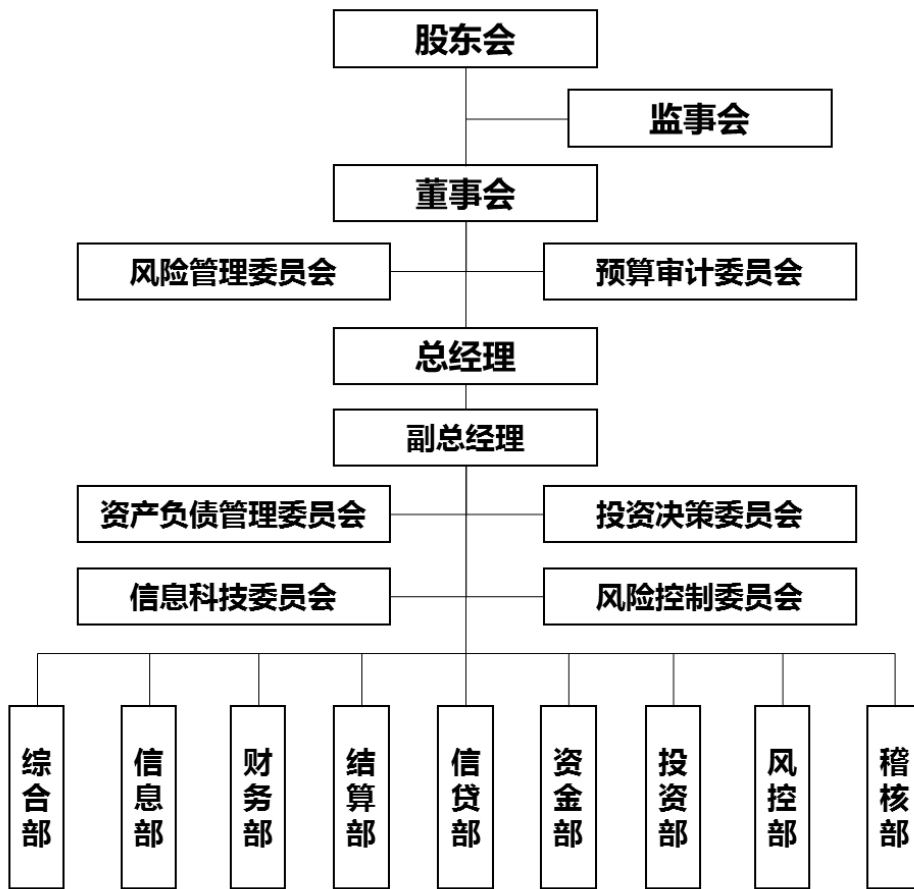 股东会
监事会
董事会
风险管理委员会
预算审计委员会
总经理
副总经理
资产负债管理委员会
投资决策委员会
信息科技委员会
风险控制委员会
综合部
信息部
财务部
结算部
信贷部
资金部
投资部
风控部
稽核部